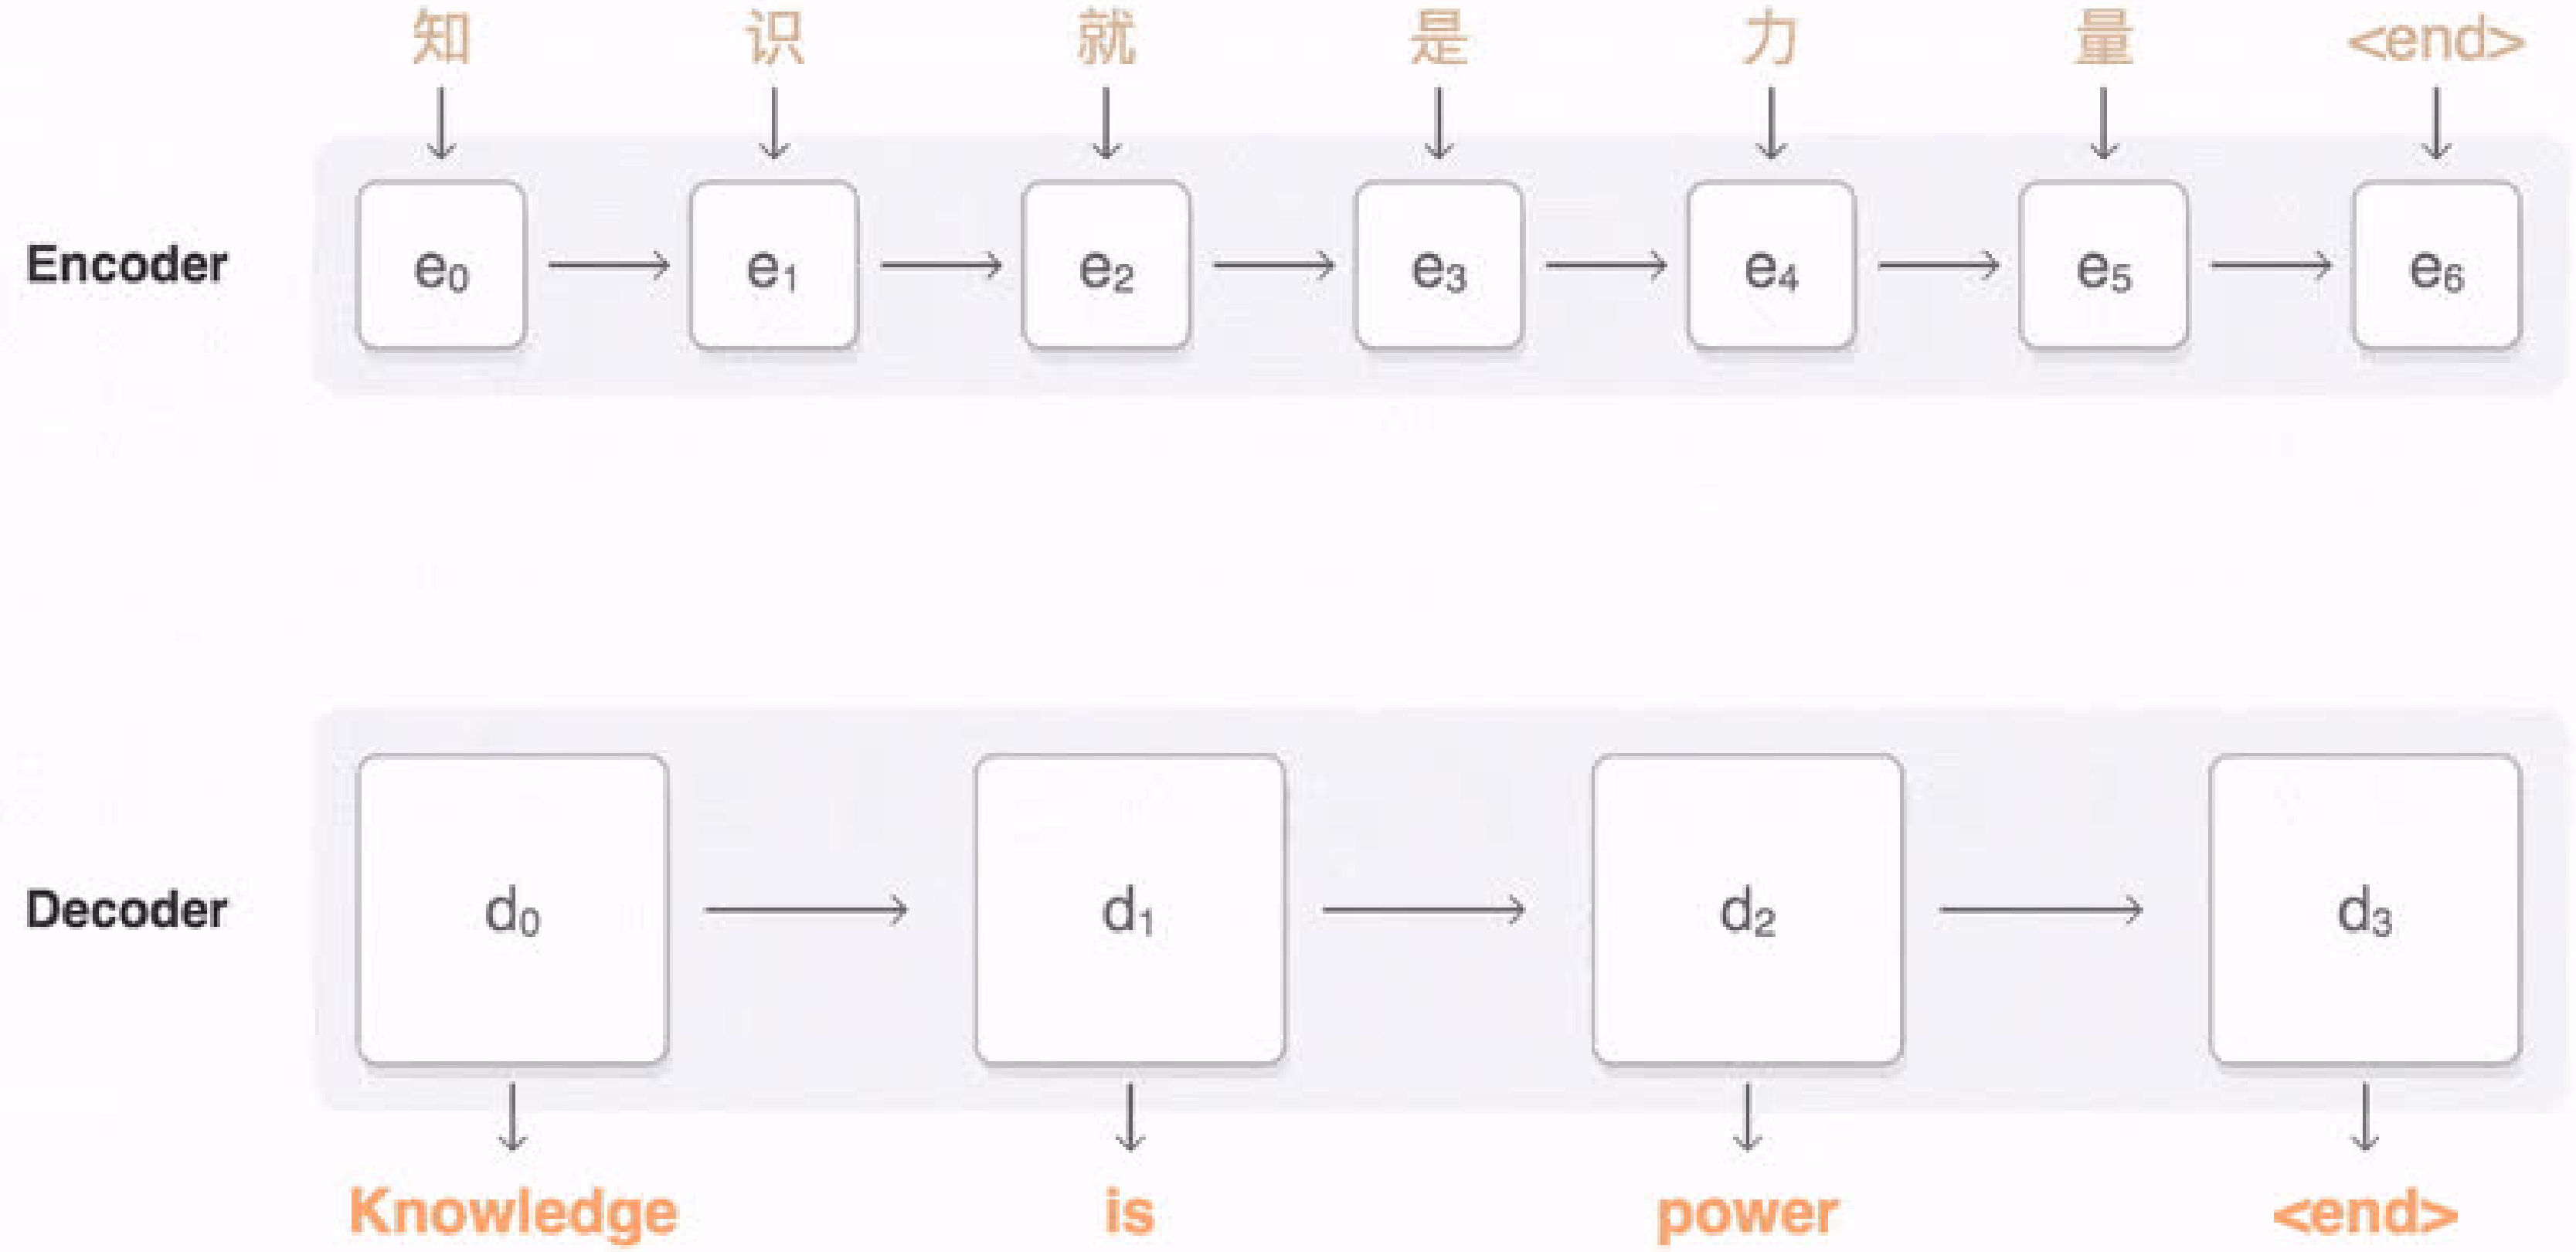 知 识 就 是 力 量 <end>
Encoder e0 e1 e2 e3 e4 e5 e6
Decoder d0 d1 d2 d3
Knowledge is power <end>